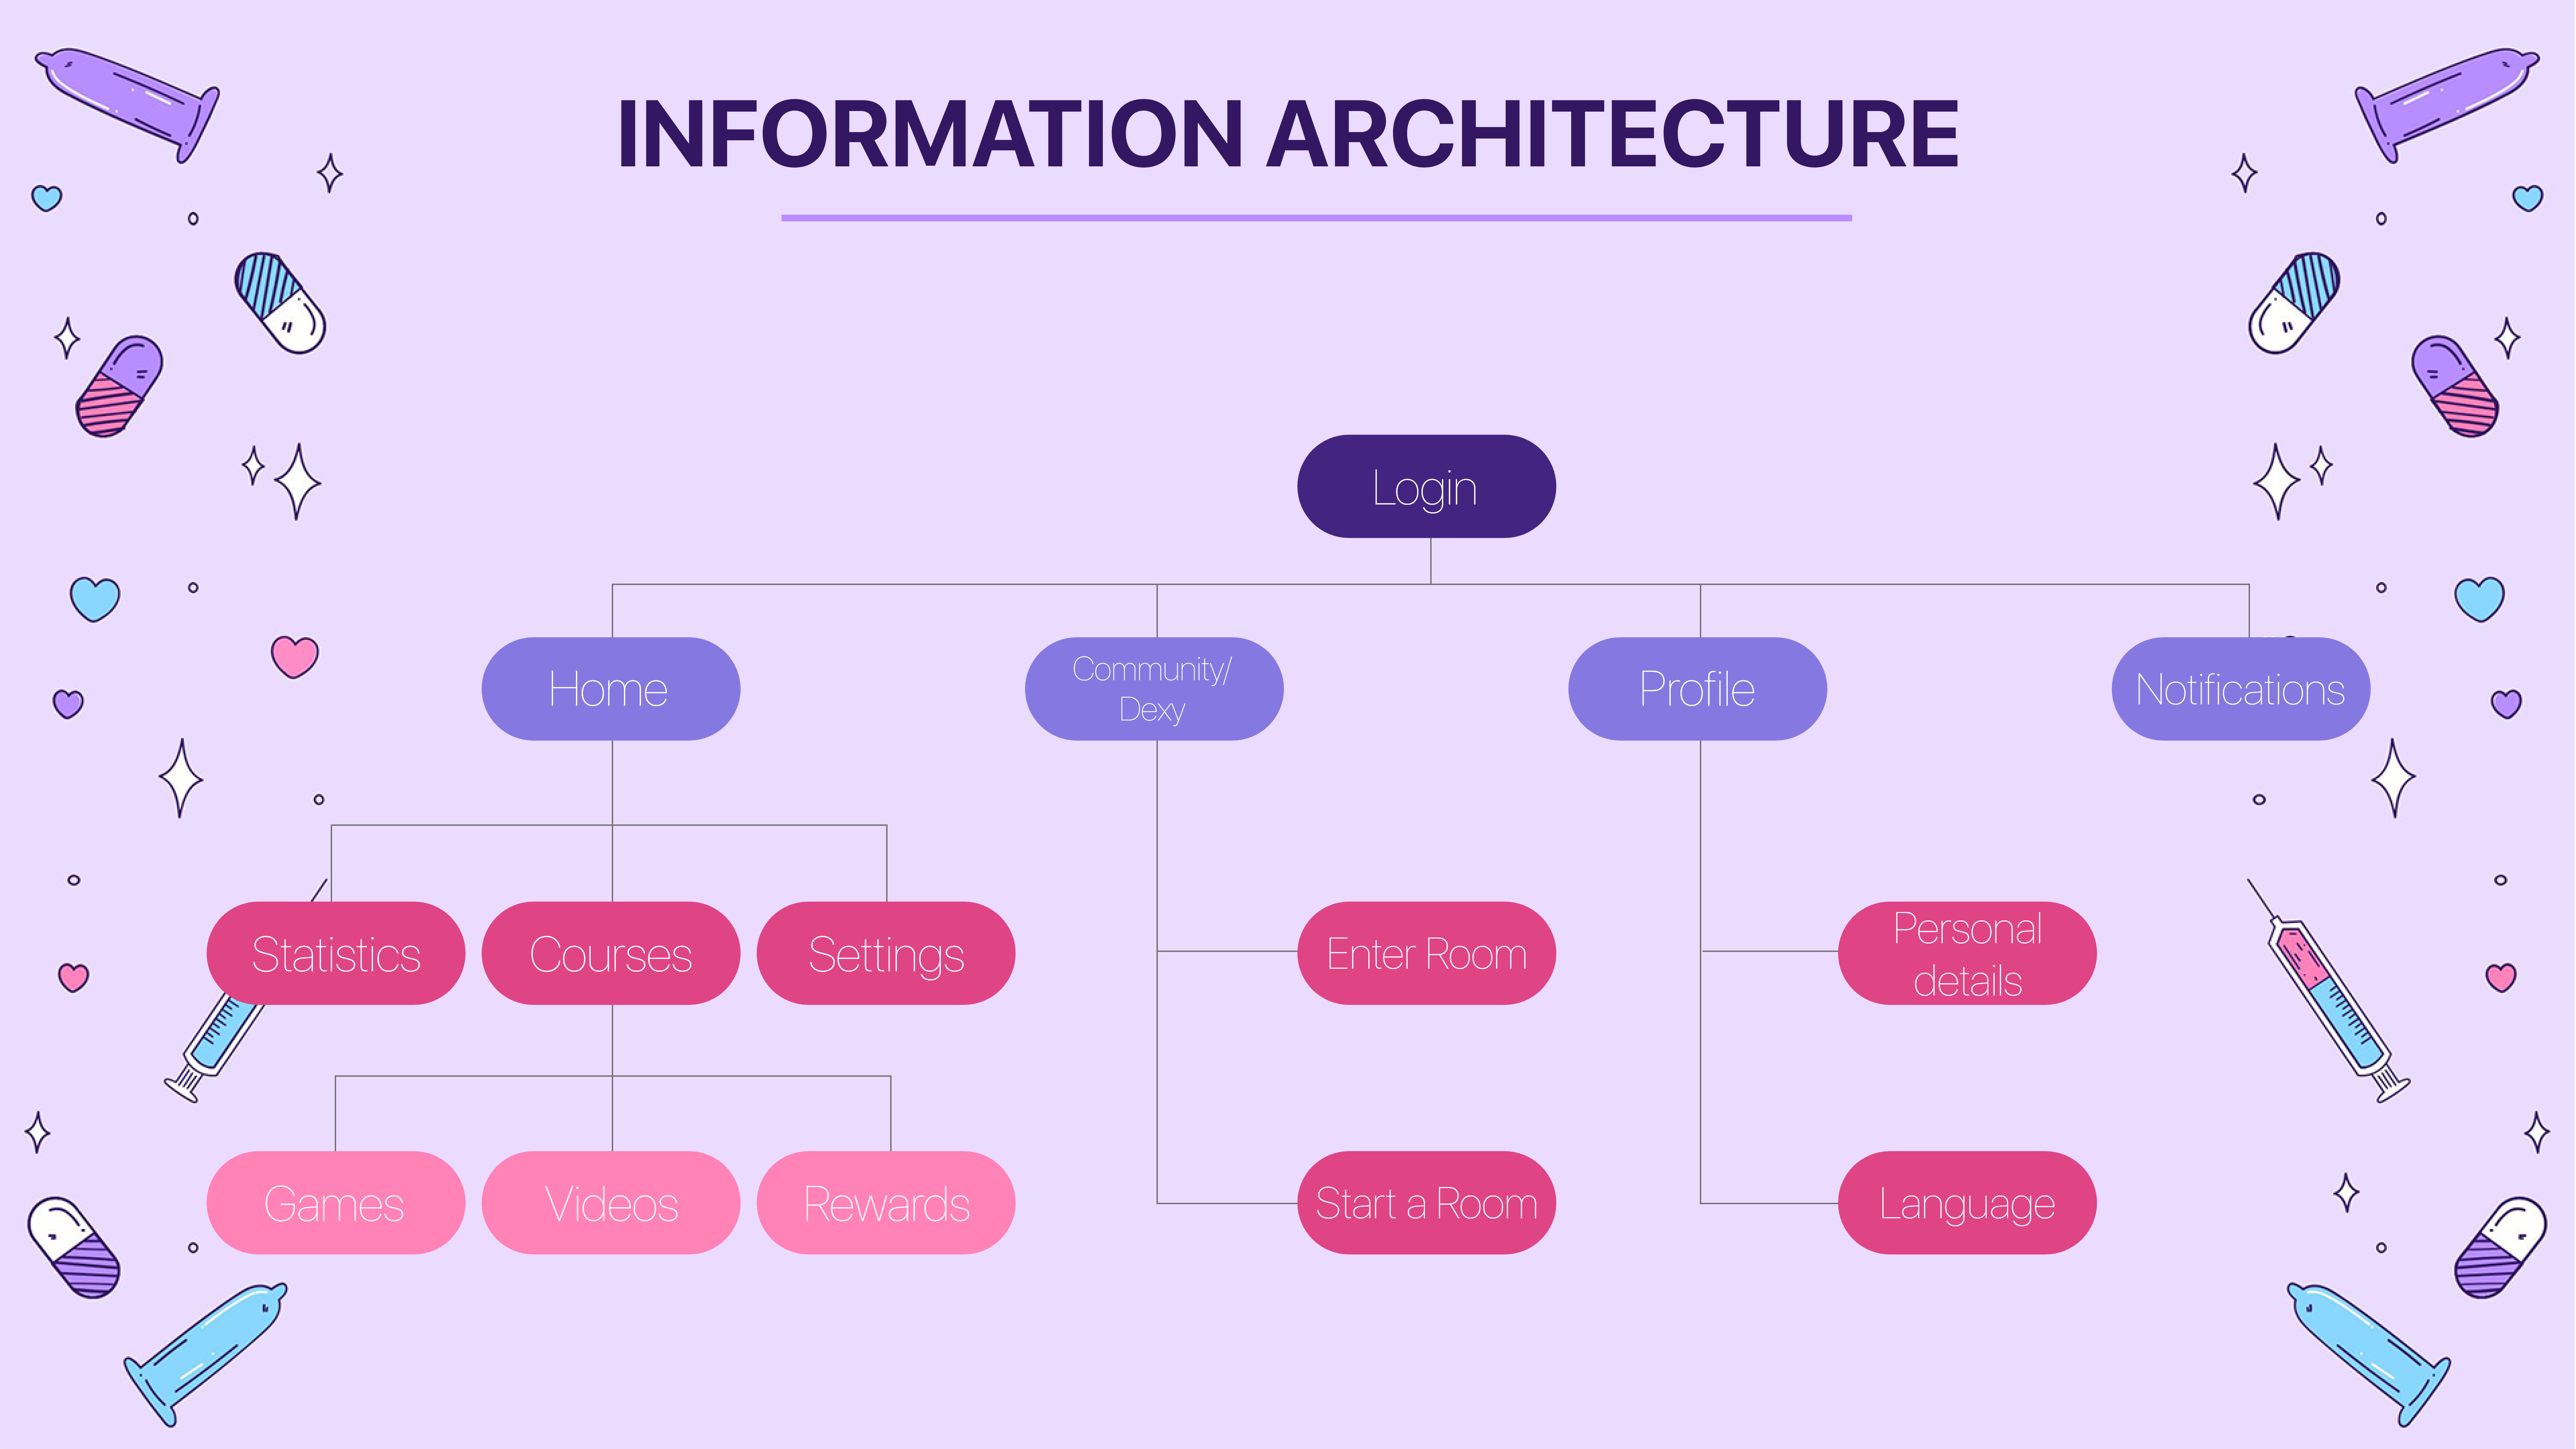 INFORMATION ARCHITECTURE
Login
Home
Community/
Dexy
Profile
Notifications
Statistics
Courses
Settings
Enter Room
Personal
details
Games
Videos
Rewards
Start a Room
Language